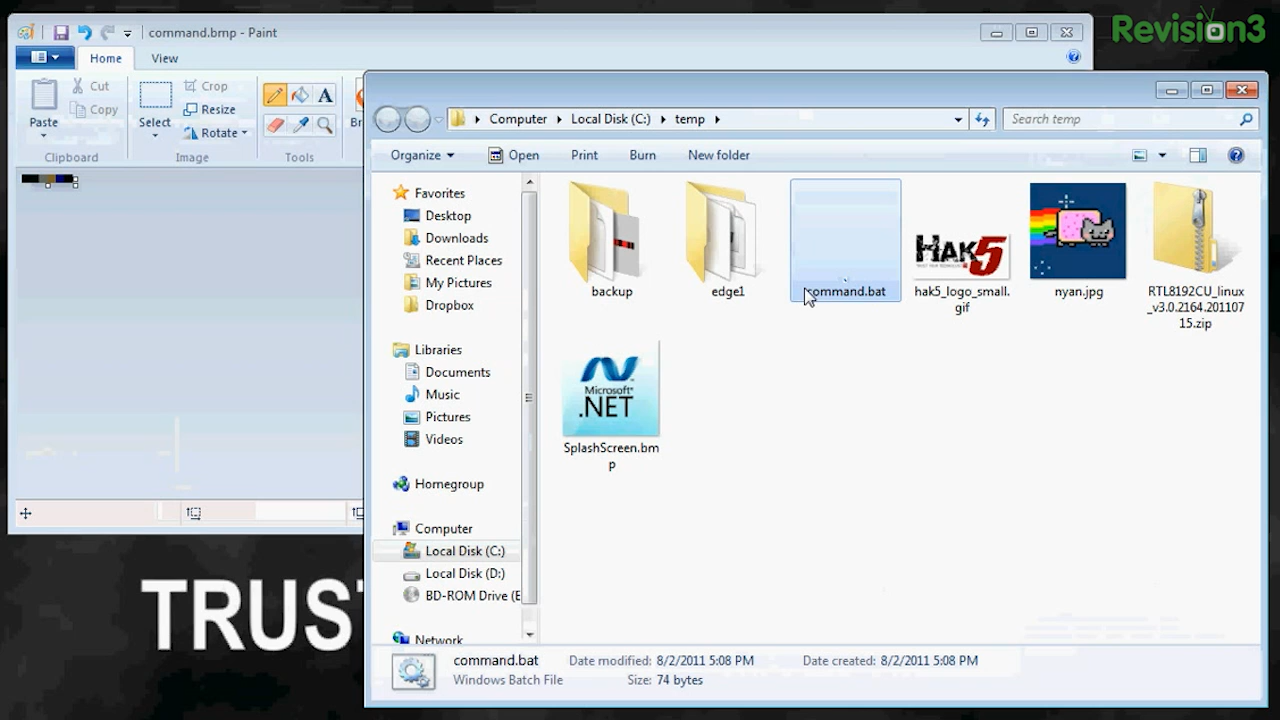 Revision3
command.bmp - Paint
Home
View
Cut
Copy
Paste
Clipboard
Select
Crop
Resize
Rotate
Image
A
Tools
Computer
Local Disk (C:)
temp
Search temp
Organize
Open
Print
Burn
New folder
Favorites
Desktop
Downloads
Recent Places
My Pictures
Dropbox
Libraries
Documents
Music
Pictures
Videos
Homegroup
Computer
Local Disk (C:)
Local Disk (D:)
BD-ROM Drive (E
Network
backup
edge1
command.bat
HAK5
hak5_logo_small.
gif
nyan.jpg
RTL8192CU_linux
_v3.0.2164.201107
15.zip
Microsoft
.NET
SplashScreen.bm
p
TRUST
command.bat
Date modified: 8/2/2011 5:08 PM
Date created: 8/2/2011 5:08 PM
Windows Batch File
Size: 74 bytes